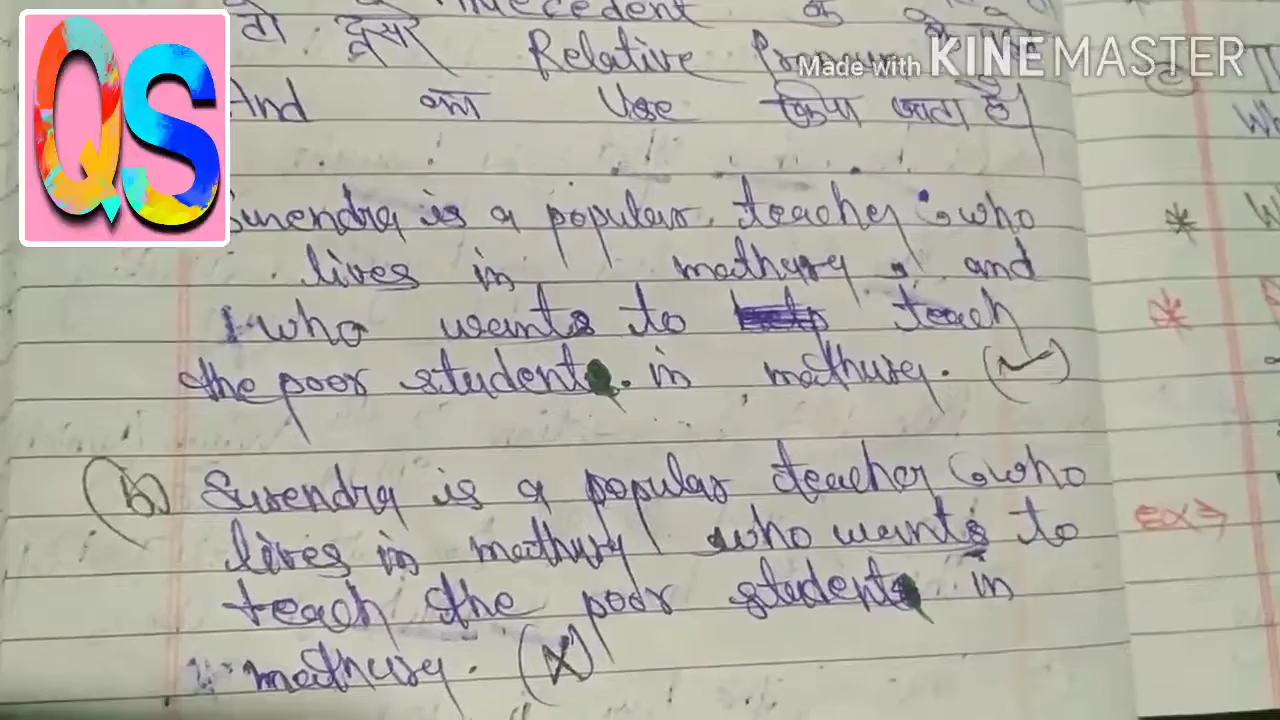 QS
Made with KINEMASTER
Antecedent के
तो दूसरे Relative Pronoun के पहले
And का Use किया जाता है।
Surendra is a popular teacher who
lives in mathura and
who wants to teach
the poor students in mathura. (✓)
(b) Surendra is a popular teacher who
lives in mathura who wants to
teach the poor students in
mathura. (X)
*
*
Ex→